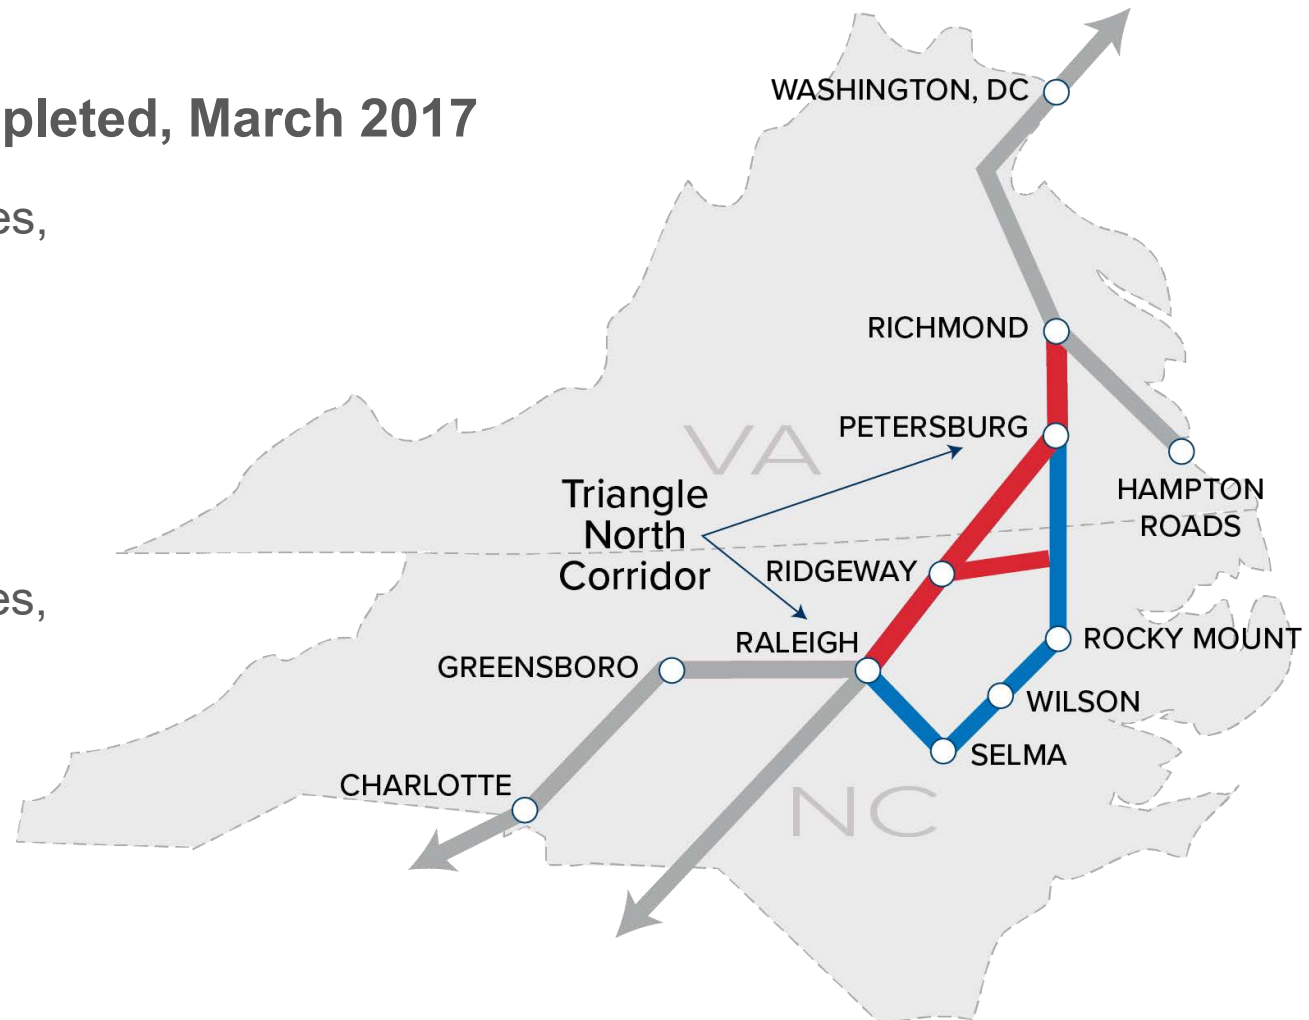 pleted, March 2017
es,
es,
WASHINGTON, DC
RICHMOND
PETERSBURG
VA
HAMPTON
ROADS
Triangle
North
Corridor
RIDGEWAY
RALEIGH
ROCKY MOUNT
GREENSBORO
WILSON
SELMA
CHARLOTTE
NC